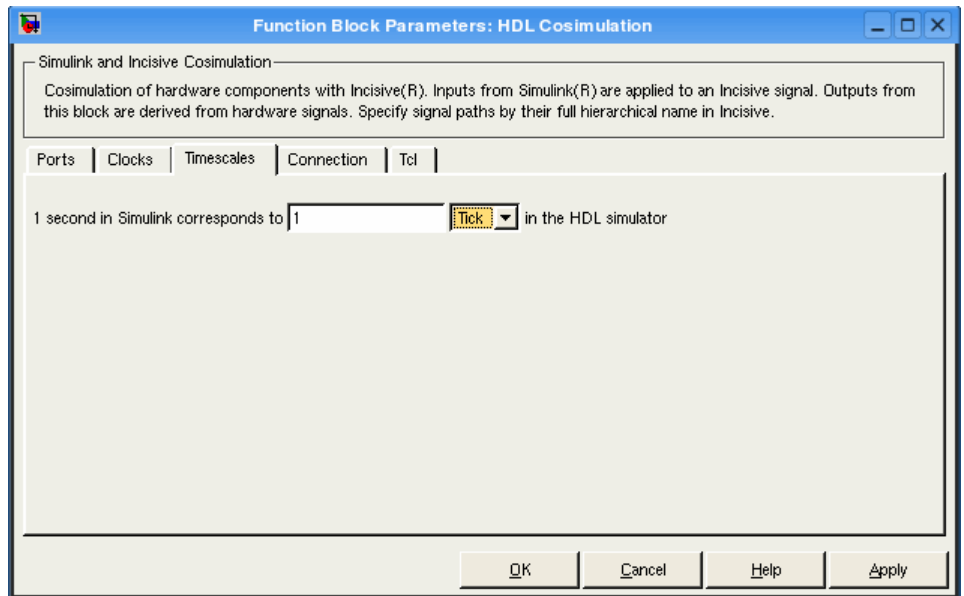 Function Block Parameters: HDL Cosimulation
Simulink and Incisive Cosimulation
Cosimulation of hardware components with Incisive(R). Inputs from Simulink(R) are applied to an Incisive signal. Outputs from
this block are derived from hardware signals. Specify signal paths by their full hierarchical name in Incisive.
Ports Clocks Timescales Connection Tcl
1 second in Simulink corresponds to 1 Tick in the HDL simulator
OK Cancel Help Apply